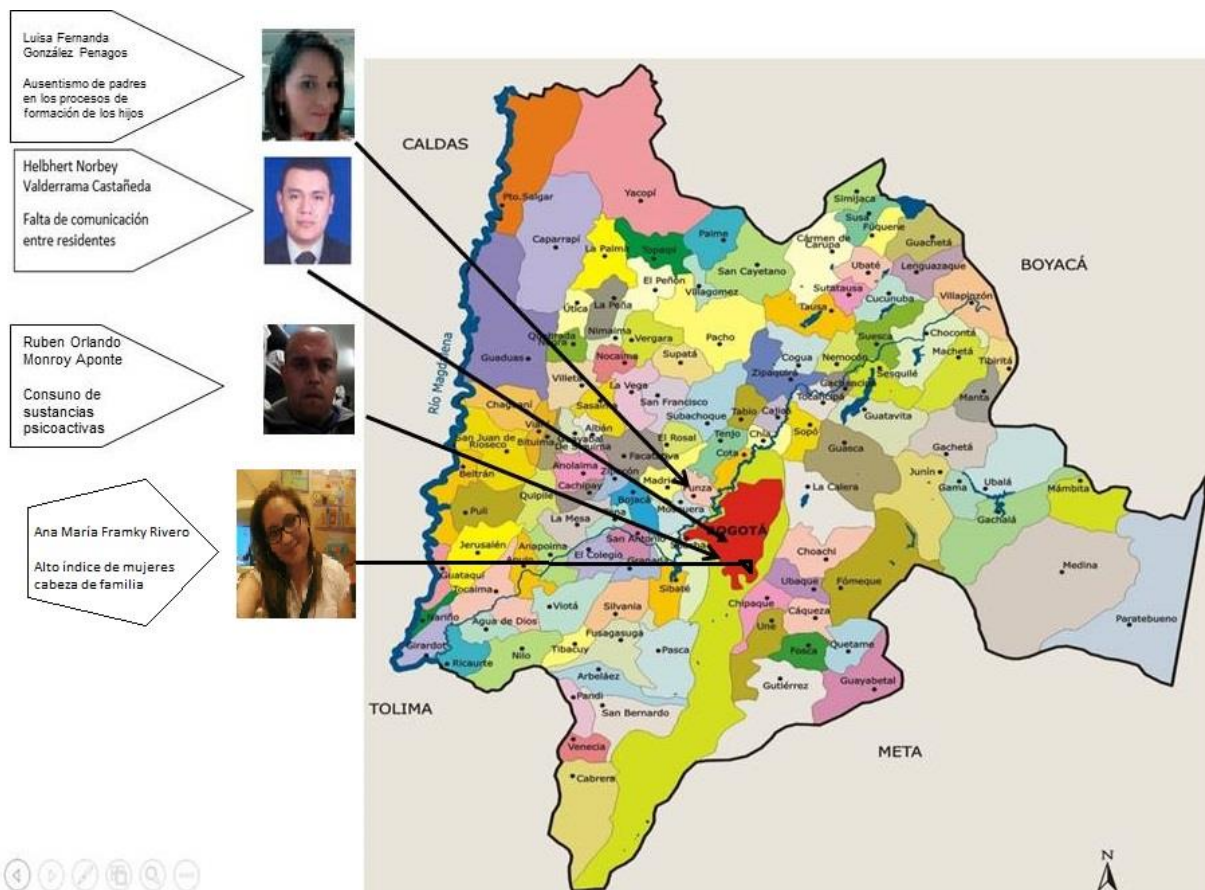 Luisa Fernanda
González Penagos
Ausentismo de padres
en los procesos de
formación de los hijos
Helbhert Norbey
Valderrama Castañeda
Falta de comunicación
entre residentes
Ruben Orlando
Monroy Aponte
Consuno de
sustancias
psicoactivas
Ana María Framky Rivero
Alto índice de mujeres
cabeza de familia
CALDAS
BOYACÁ
TOLIMA
META
Río Magdalena
N
Pto.Salgar
Yacopí
Caparrapí
La Palma
Topaipí
Paime
San Cayetano
Villagomez
El Peñón
La Peña
Útica
Nimaima
Vergara
Pacho
Nocaima
Supatá
Guaduas
Villeta
La Vega
San Francisco
Sasaima
Subachoque
Chaguaní
San Juan de
Rioseco
Bituima
Albán
El Rosal
Facatativa
Anolaima
Zipacón
Cachipay
Madrid
Funza
Mosquera
Bojacá
Beltrán
Pulí
Quipile
La Mesa
San Antonio
El Colegio
Jerusalén
Anapoima
Guataquí
Tocaima
Viotá
Silvania
Sibaté
Nariño
Agua de Dios
Fusagasuga
Girardot
Ricaurte
Nilo
Tibacuy
Pasca
Arbeláez
Pandi
San Bernardo
Venecia
Cabrera
Simijaca
Susa
Fúquene
Guachetá
Cármen de
Carupa
Ubaté
Lenguazaque
Sutatausa
Cucunuba
Tausa
Villapinzón
Chocontá
Suesca
Machetá
Tibiritá
Cogua
Nemocón
Sesquilé
Zipaquirá
Gachancipá
Tocancipá
Manta
Guatavita
Tabio
Cajicá
Tenjo
Chía
Sopó
Cota
Guasca
Gachetá
La Calera
Junín
Gama
Ubalá
Mámbita
Gachalá
BOGOTÁ
Choachí
Medina
Ubaque
Fómeque
Chipaque
Cáqueza
Paratebueno
Une
Fosca
Quetame
Gutiérrez
Guayabetal